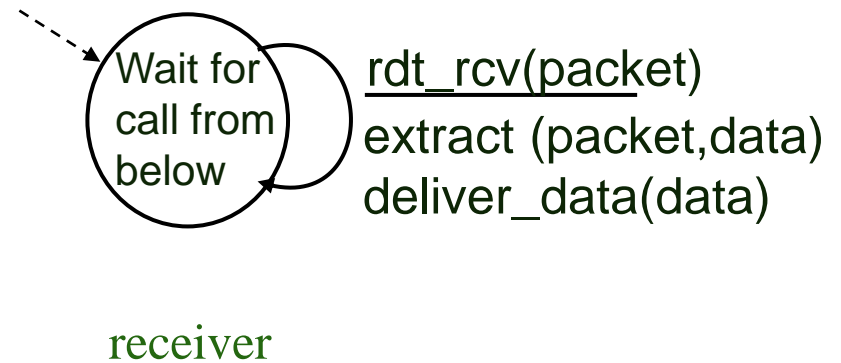 Wait for
call from
below
rdt_rcv(packet)
extract (packet,data)
deliver_data(data)
receiver